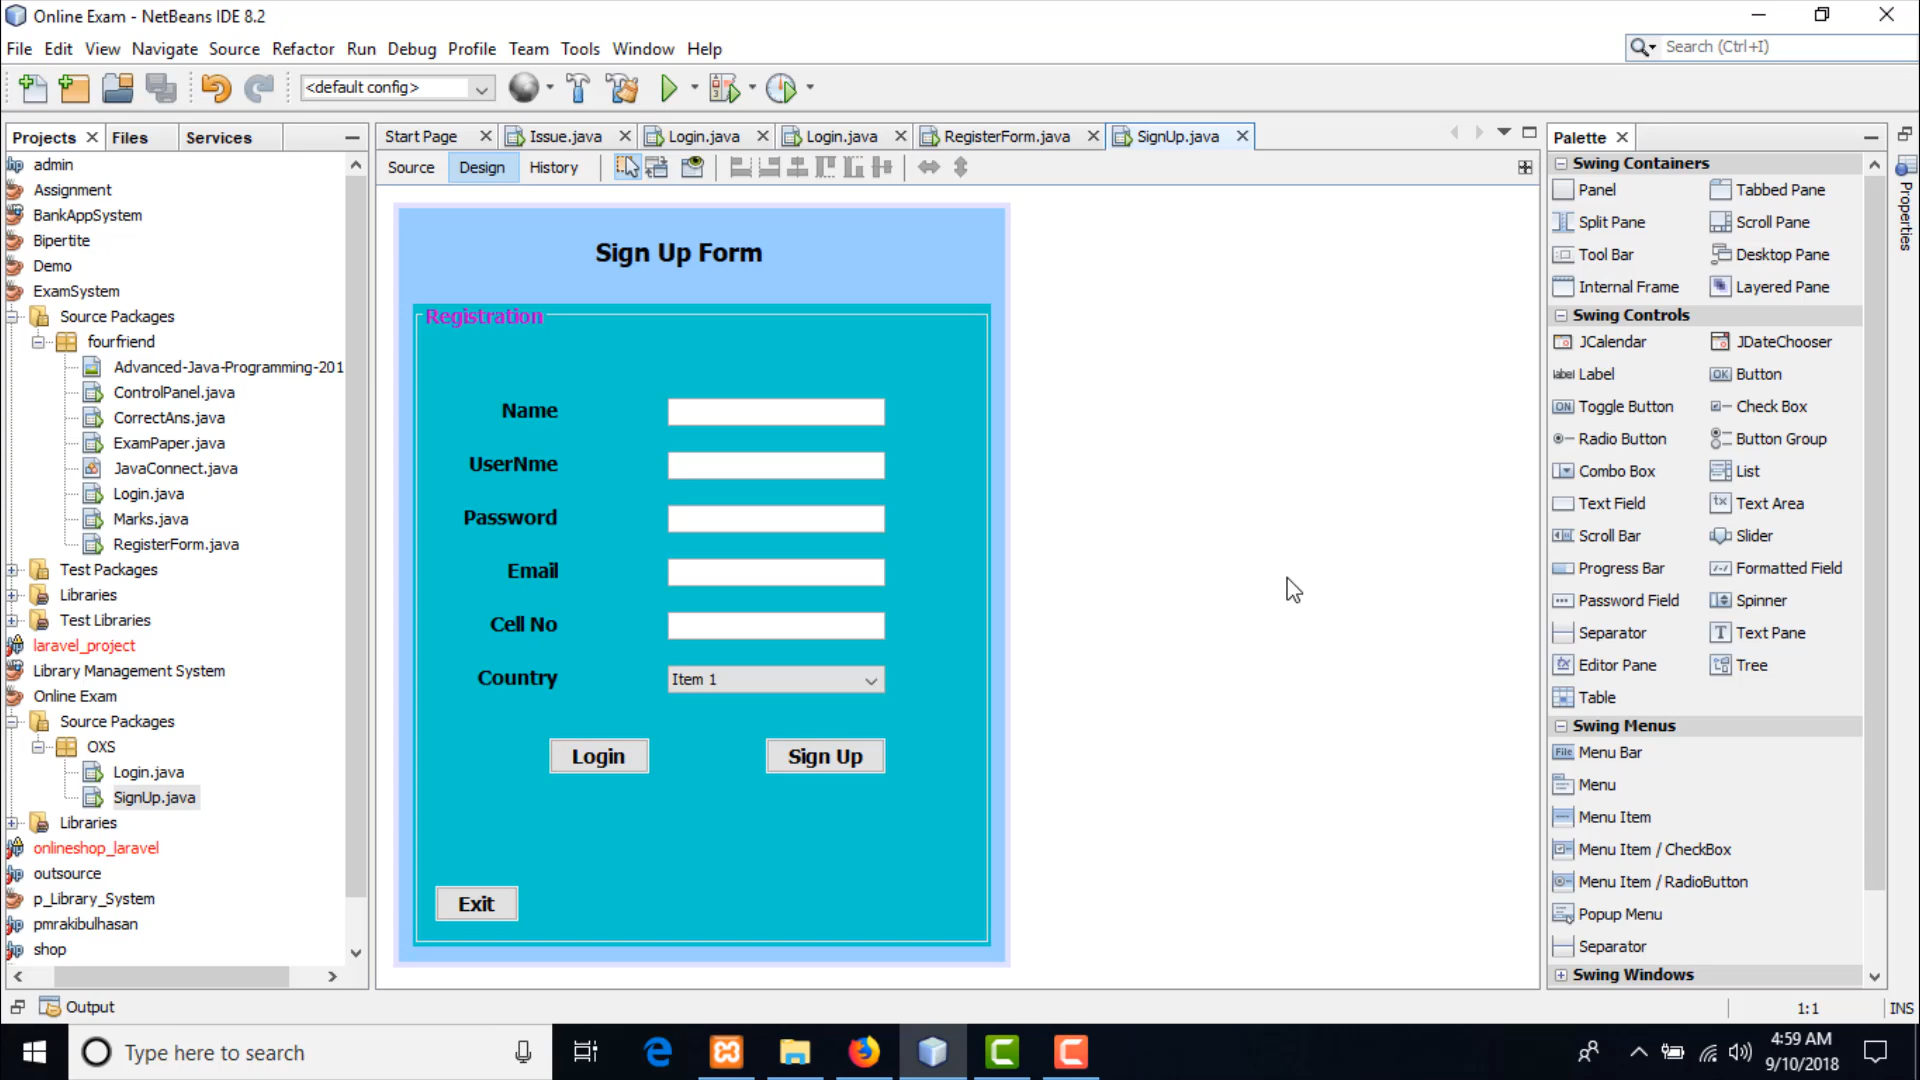 Online Exam - NetBeans IDE 8.2
File Edit View Navigate Source Refactor Run Debug Profile Team Tools Window Help
Search (Ctrl+I)
<default config>
Projects Files Services
Start Page Issue.java Login.java Login.java RegisterForm.java SignUp.java
Source Design History
admin
Assignment
BankAppSystem
Bipertite
Demo
ExamSystem
Source Packages
fourfriend
Advanced-Java-Programming-201
ControlPanel.java
CorrectAns.java
ExamPaper.java
JavaConnect.java
Login.java
Marks.java
RegisterForm.java
Test Packages
Libraries
Test Libraries
laravel_project
Library Management System
Online Exam
Source Packages
OXS
Login.java
SignUp.java
Libraries
onlineshop_laravel
outsource
p_Library_System
pmrakibulhasan
shop
Sign Up Form
Registration
Name
UserNme
Password
Email
Cell No
Country Item 1
Login Sign Up
Exit
Palette
Swing Containers
Panel Tabbed Pane
Split Pane Scroll Pane
Tool Bar Desktop Pane
Internal Frame Layered Pane
Swing Controls
JCalendar JDateChooser
label Label OK Button
ON Toggle Button Check Box
Radio Button Button Group
Combo Box List
Text Field tx Text Area
Scroll Bar Slider
Progress Bar Formatted Field
Password Field Spinner
Separator T Text Pane
Editor Pane Tree
Table
Swing Menus
File Menu Bar
Menu
Menu Item
Menu Item / CheckBox
Menu Item / RadioButton
Popup Menu
Separator
Swing Windows
Properties
Output
1:1 INS
Type here to search
4:59 AM
9/10/2018